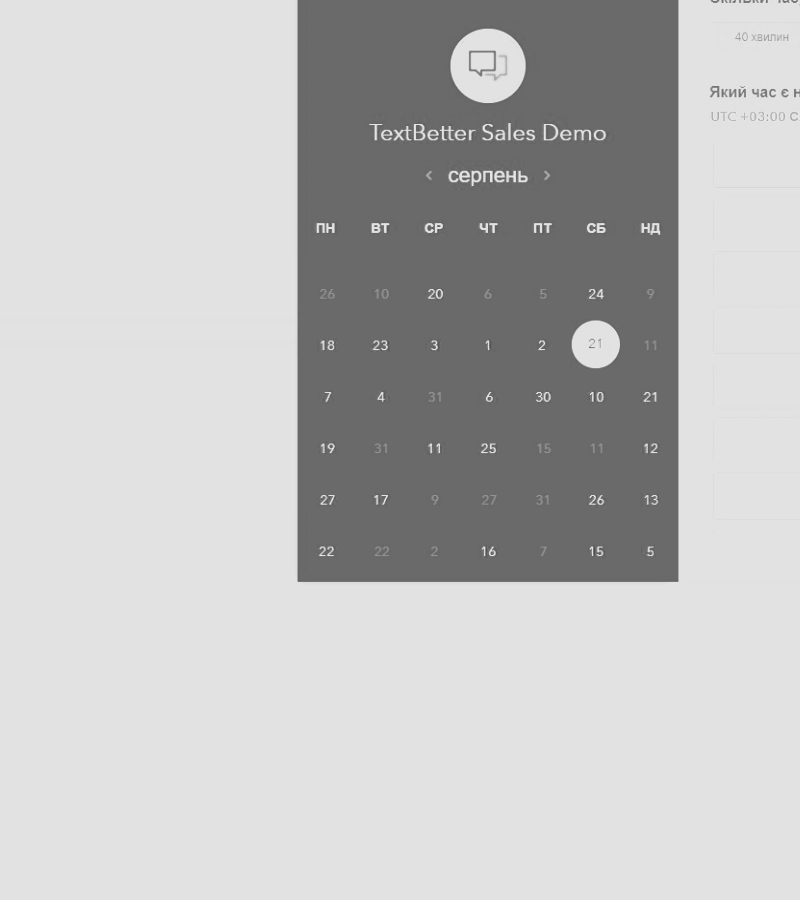 40 хвилин
TextBetter Sales Demo
Який час є н
UTC +03:00 С
серпень
ПН ВТ СР ЧТ ПТ СБ НД
26 10 20 6 5 24 9
18 23 3 1 2 21 11
7 4 31 6 30 10 21
19 31 11 25 15 11 12
27 17 9 27 31 26 13
22 22 2 16 7 15 5